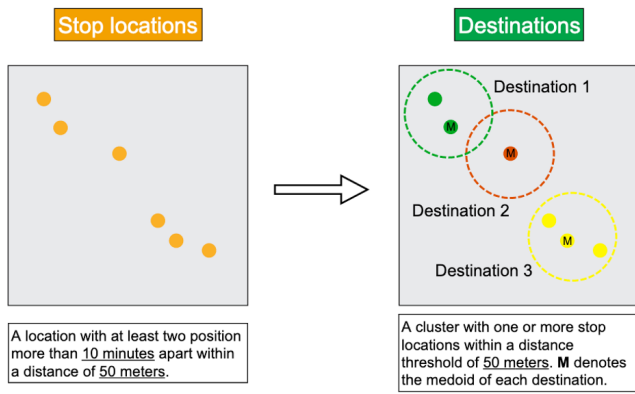 Stop locations
Destinations
Destination 1
M
M
Destination 2
M
Destination 3
A location with at least two position
more than 10 minutes apart within
a distance of 50 meters.
A cluster with one or more stop
locations within a distance
threshold of 50 meters. M denotes
the medoid of each destination.